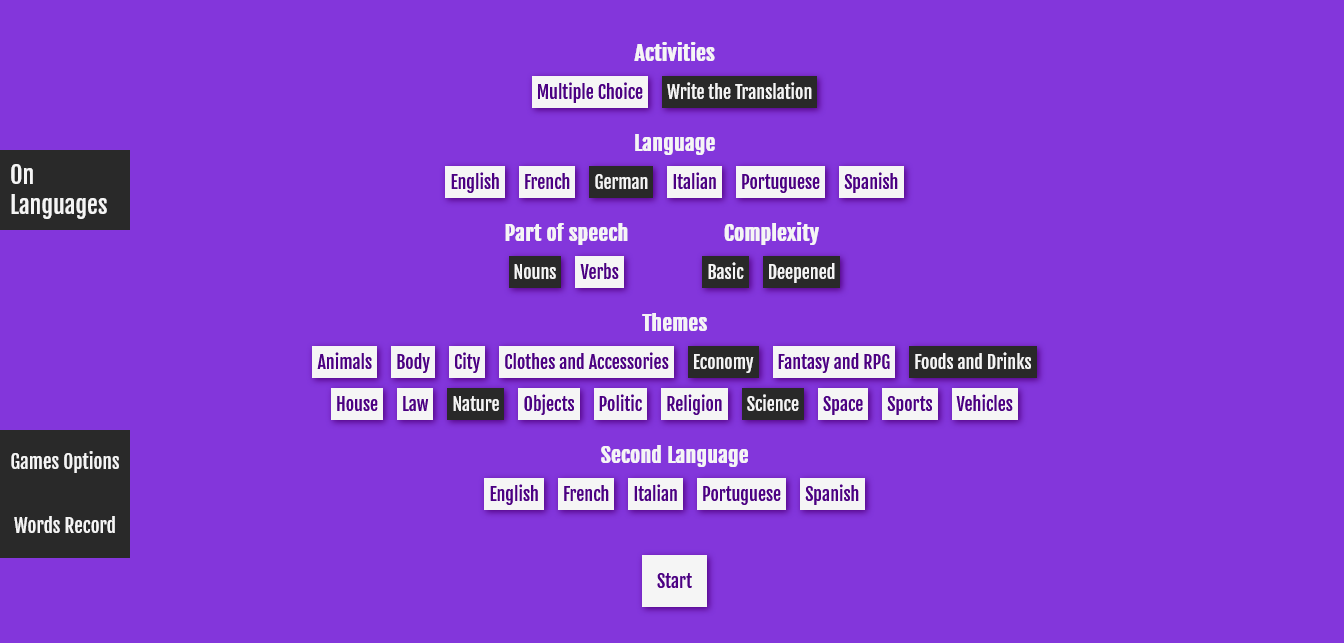 Activities
Multiple Choice Write the Translation
Language
English French German Italian Portuguese Spanish
On
Languages
Part of speech Complexity
Nouns Verbs Basic Deepened
Themes
Animals Body City Clothes and Accessories Economy Fantasy and RPG Foods and Drinks
House Law Nature Objects Politic Religion Science Space Sports Vehicles
Second Language
English French Italian Portuguese Spanish
Games Options
Words Record
Start